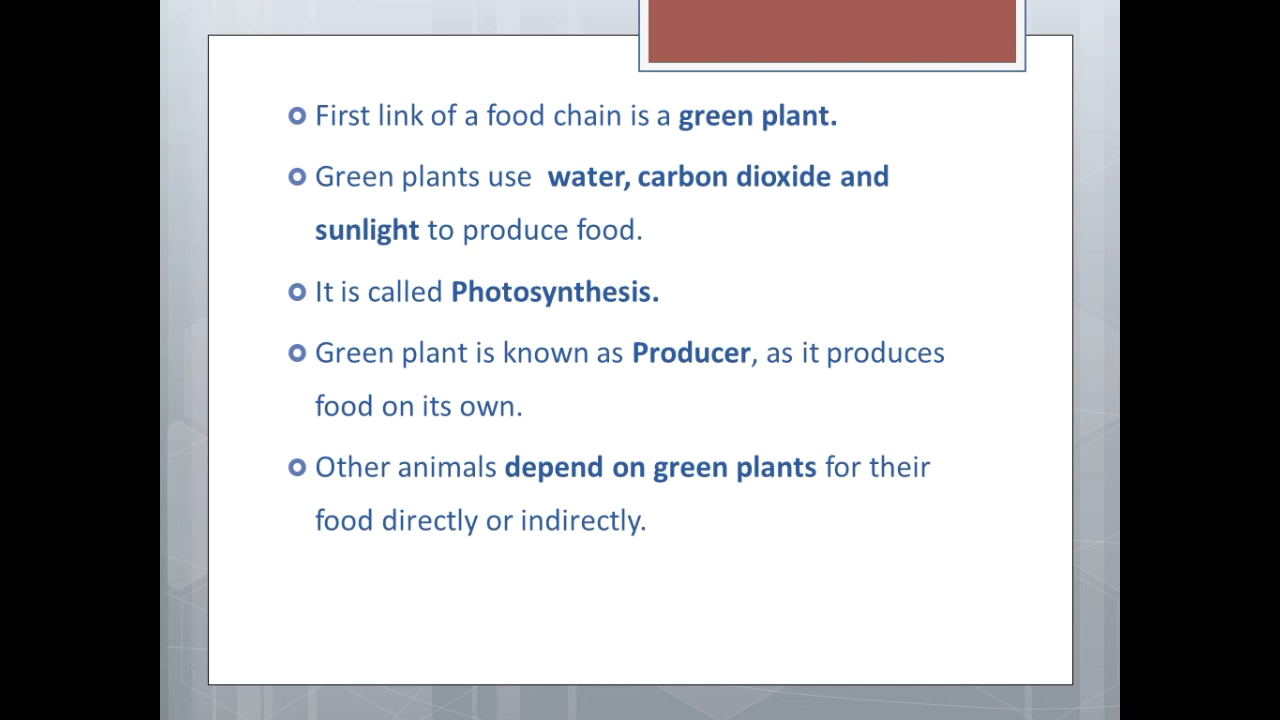 First link of a food chain is a green plant.
Green plants use  water, carbon dioxide and
sunlight to produce food.
It is called Photosynthesis.
Green plant is known as Producer, as it produces
food on its own.
Other animals depend on green plants for their
food directly or indirectly.